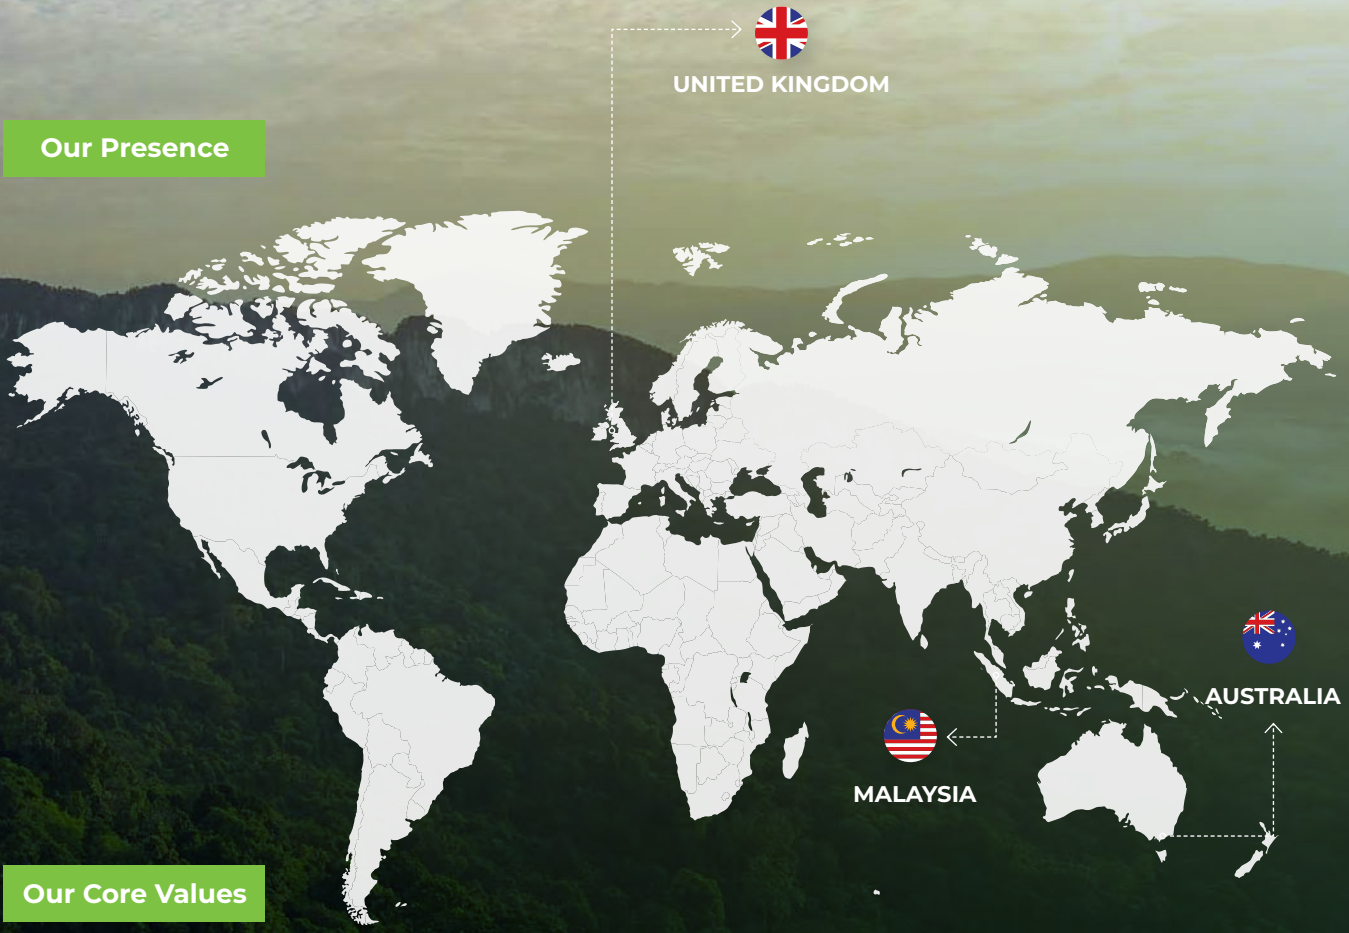 UNITED KINGDOM
Our Presence
AUSTRALIA
MALAYSIA
Our Core Values